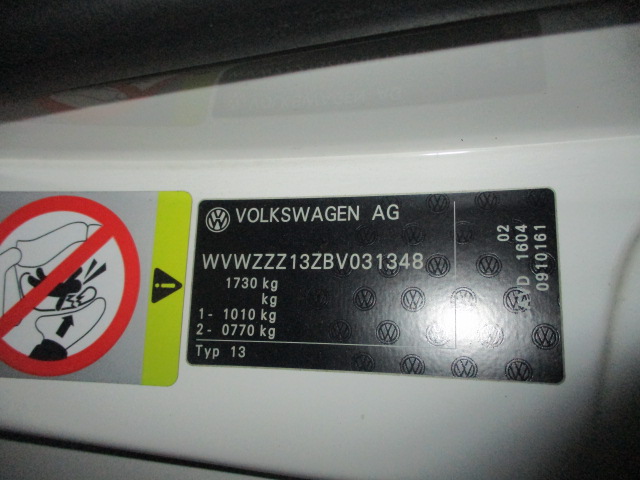 VOLKSWAGEN AG
WVWZZZ13ZBV031348
1730 kg
kg
1- 1010 kg
2- 0770 kg
Typ 13
02
D 1604
0910161